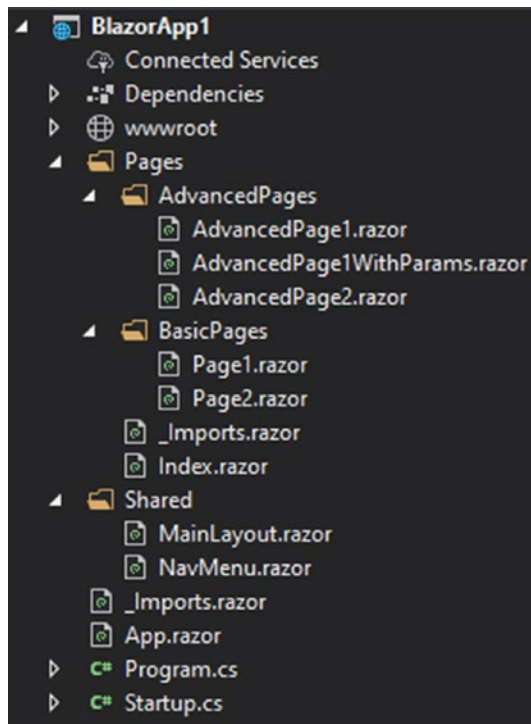 BlazorApp1
Connected Services
Dependencies
wwwroot
Pages
AdvancedPages
AdvancedPage1.razor
AdvancedPage1WithParams.razor
AdvancedPage2.razor
BasicPages
Page1.razor
Page2.razor
_Imports.razor
Index.razor
Shared
MainLayout.razor
NavMenu.razor
_Imports.razor
App.razor
C# Program.cs
C# Startup.cs